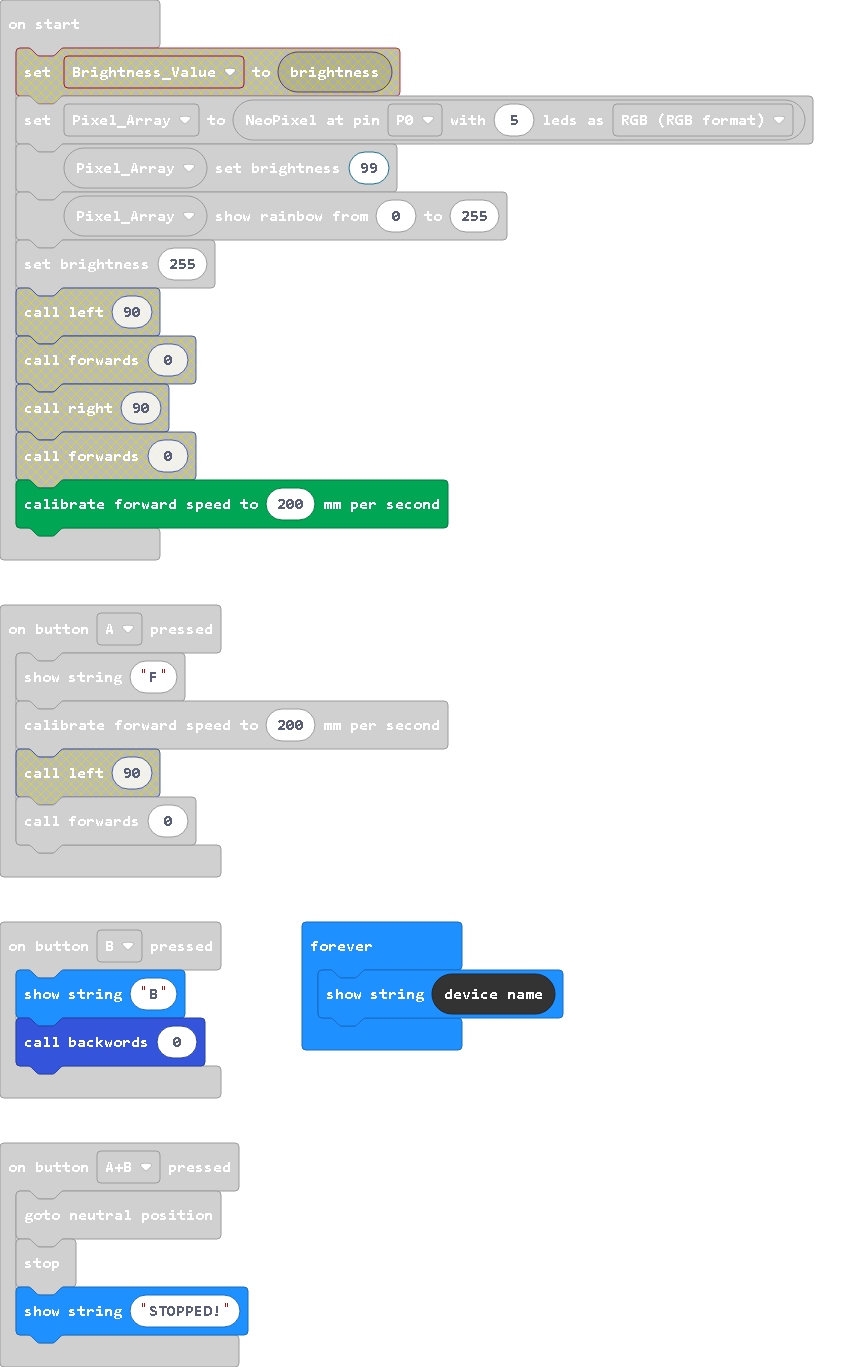 on start
set Brightness_Value to brightness
set Pixel_Array to NeoPixel at pin P0 with 5 leds as RGB (RGB format)
Pixel_Array set brightness 99
Pixel_Array show rainbow from 0 to 255
set brightness 255
call left 90
call forwards 0
call right 90
call forwards 0
calibrate forward speed to 200 mm per second
on button A pressed
show string "F"
calibrate forward speed to 200 mm per second
call left 90
call forwards 0
on button B pressed
show string "B"
call backwords 0
forever
show string device name
on button A+B pressed
goto neutral position
stop
show string "STOPPED!"